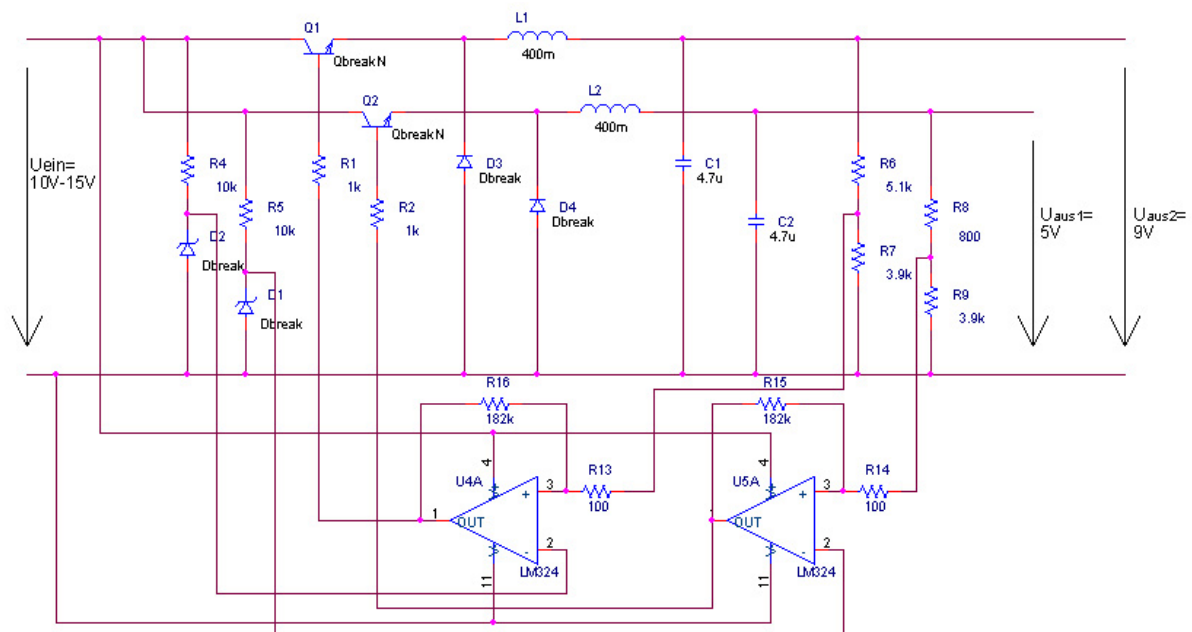 L1
Q1
QbreakN
400m
Q2
L2
QbreakN
400m
Uein=
10V-15V
R4
10k
R1
1k
D3
Dbreak
C1
4.7u
R6
5.1k
R5
10k
R2
1k
D4
Dbreak
C2
4.7u
R8
800
Uaus1=
5V
Uaus2=
9V
D2
Dbreak
R7
3.9k
D1
Dbreak
R9
3.9k
R16
182k
R15
182k
4
U4A
+
3
R13
100
1
OUT
-
2
11
LM324
4
U5A
+
3
R14
100
1
OUT
-
2
11
LM324